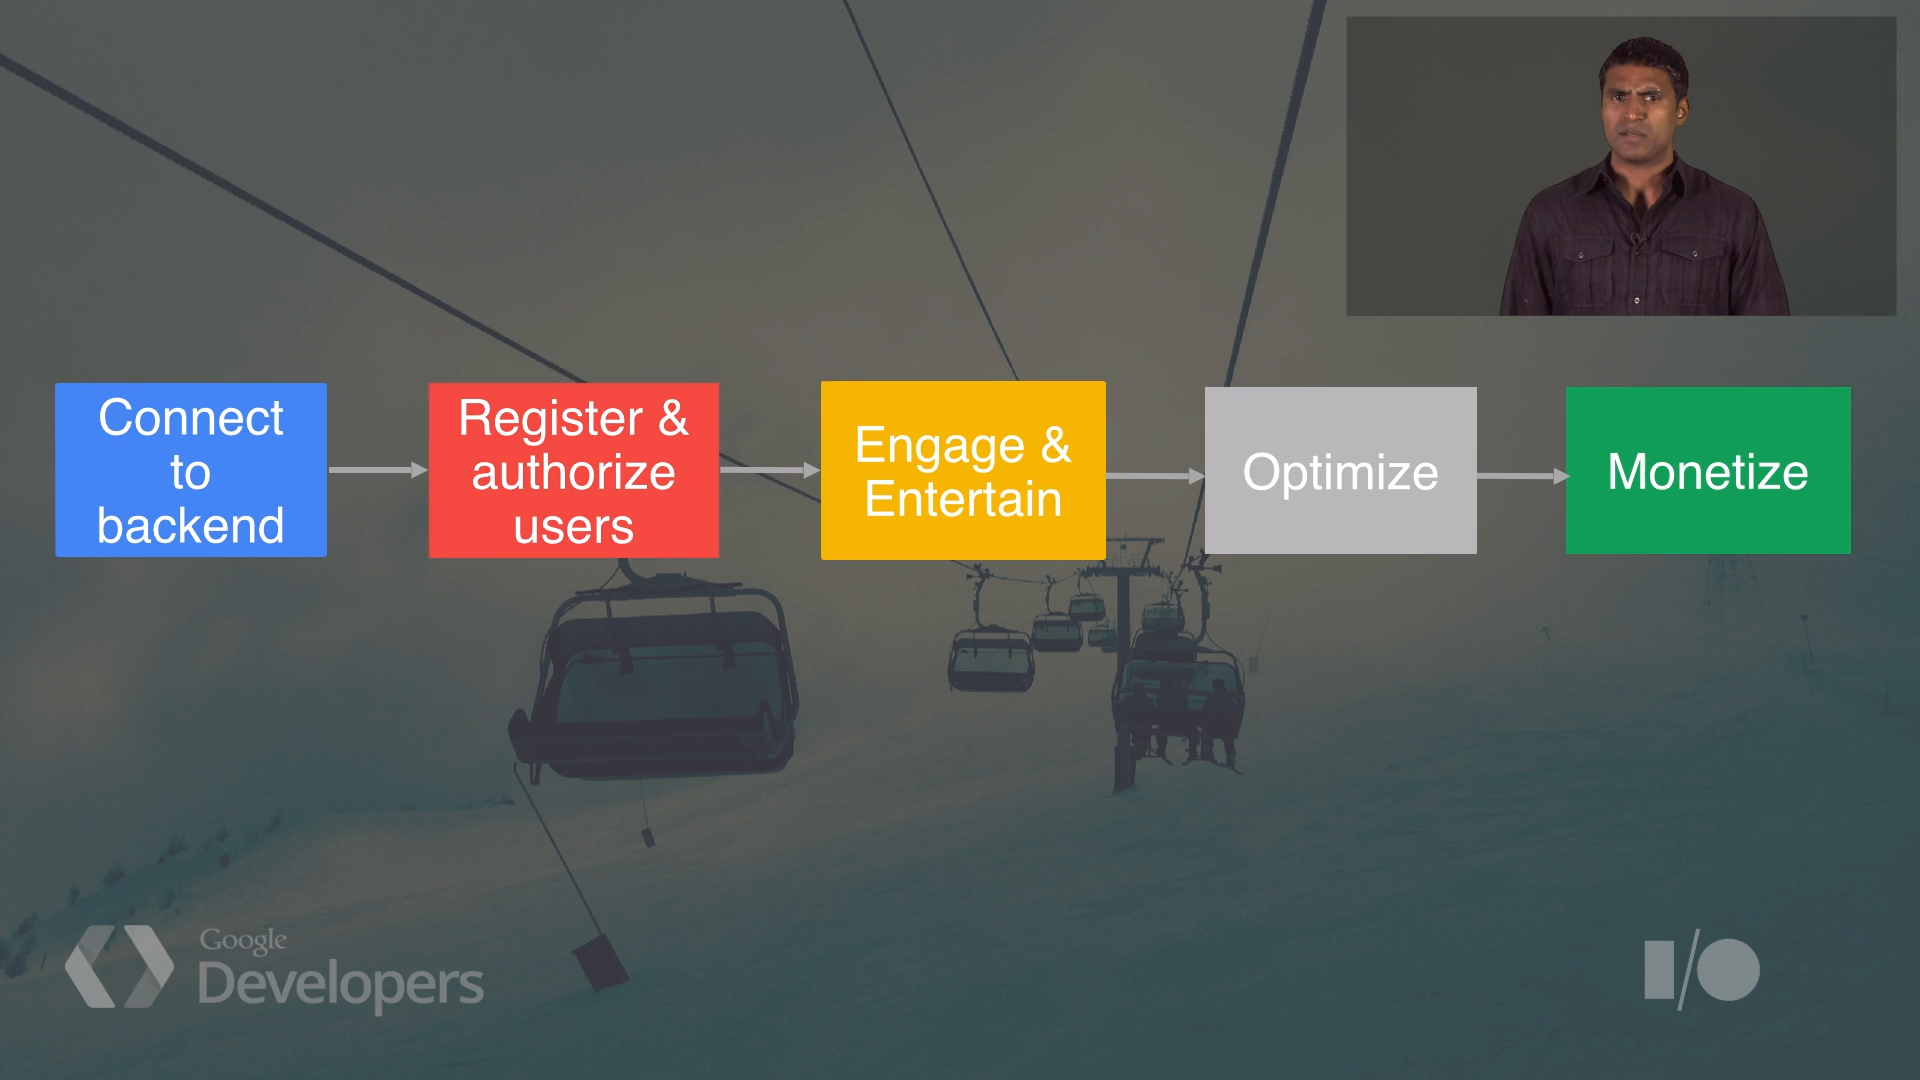 Connect
to
backend
Register &
authorize
users
Engage &
Entertain
Optimize
Monetize
Google
Developers
I/O